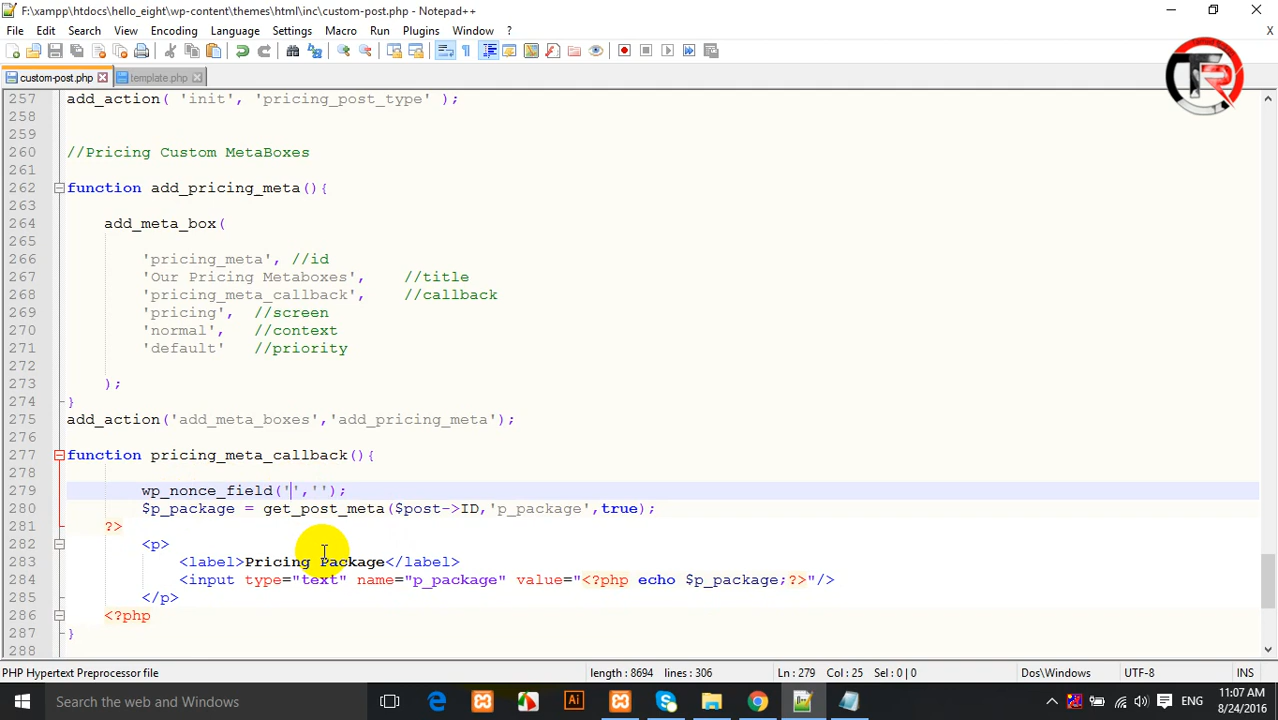 F:\xampp\htdocs\hello_eight\wp-content\themes\html\inc\custom-post.php - Notepad++
File Edit Search View Encoding Language Settings Macro Run Plugins Window ? X
custom-post.php template.php
TR
257 add_action( 'init', 'pricing_post_type' );
258
259
260 //Pricing Custom MetaBoxes
261
262 function add_pricing_meta(){
263
264 add_meta_box(
265
266 'pricing_meta', //id
267 'Our Pricing Metaboxes', //title
268 'pricing_meta_callback', //callback
269 'pricing', //screen
270 'normal', //context
271 'default' //priority
272
273 );
274 }
275 add_action('add_meta_boxes','add_pricing_meta');
276
277 function pricing_meta_callback(){
278
279 wp_nonce_field('','');
280 $p_package = get_post_meta($post->ID,'p_package',true);
281 ?>
282 <p>
283 <label>Pricing Package</label>
284 <input type="text" name="p_package" value="<?php echo $p_package;?>"/>
285 </p>
286 <?php
287 }
288
PHP Hypertext Preprocessor file length : 8694 lines : 306 Ln : 279 Col : 25 Sel : 0 | 0 Dos\Windows UTF-8 INS
Search the web and Windows ENG 11:07 AM
8/24/2016